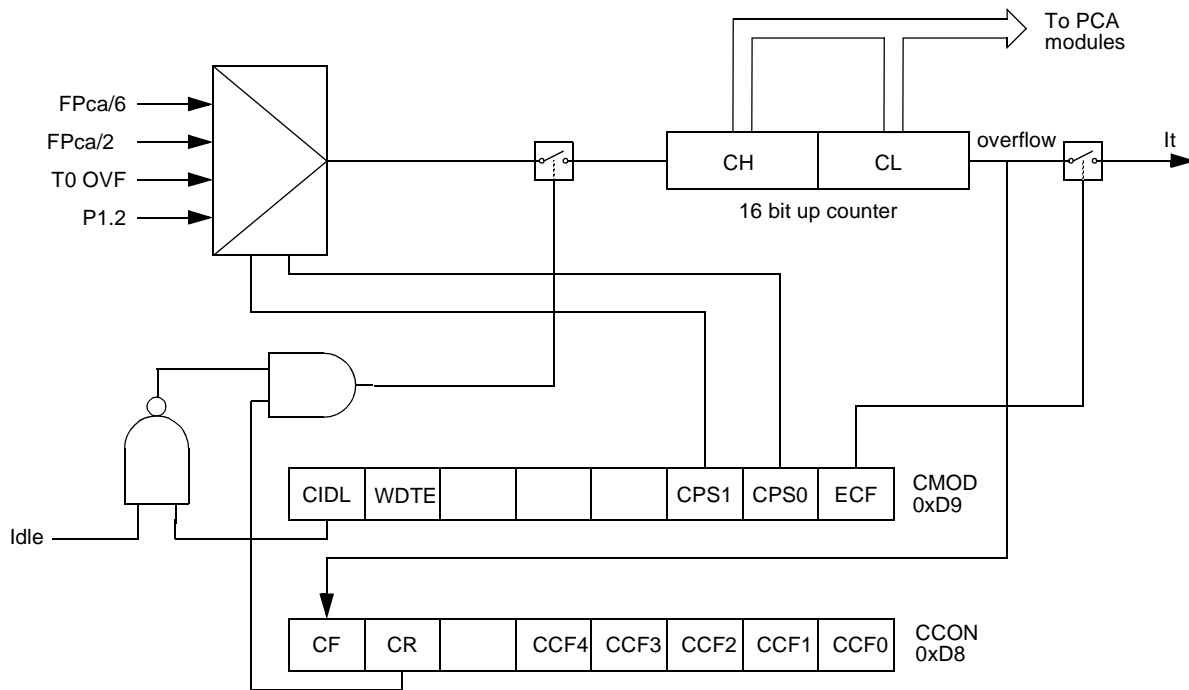 To PCA
modules
FPca/6
FPca/2
T0 OVF
P1.2
CH
CL
overflow
It
16 bit up counter
CIDL
WDTE
CPS1
CPS0
ECF
CMOD
0xD9
Idle
CF
CR
CCF4
CCF3
CCF2
CCF1
CCF0
CCON
0xD8